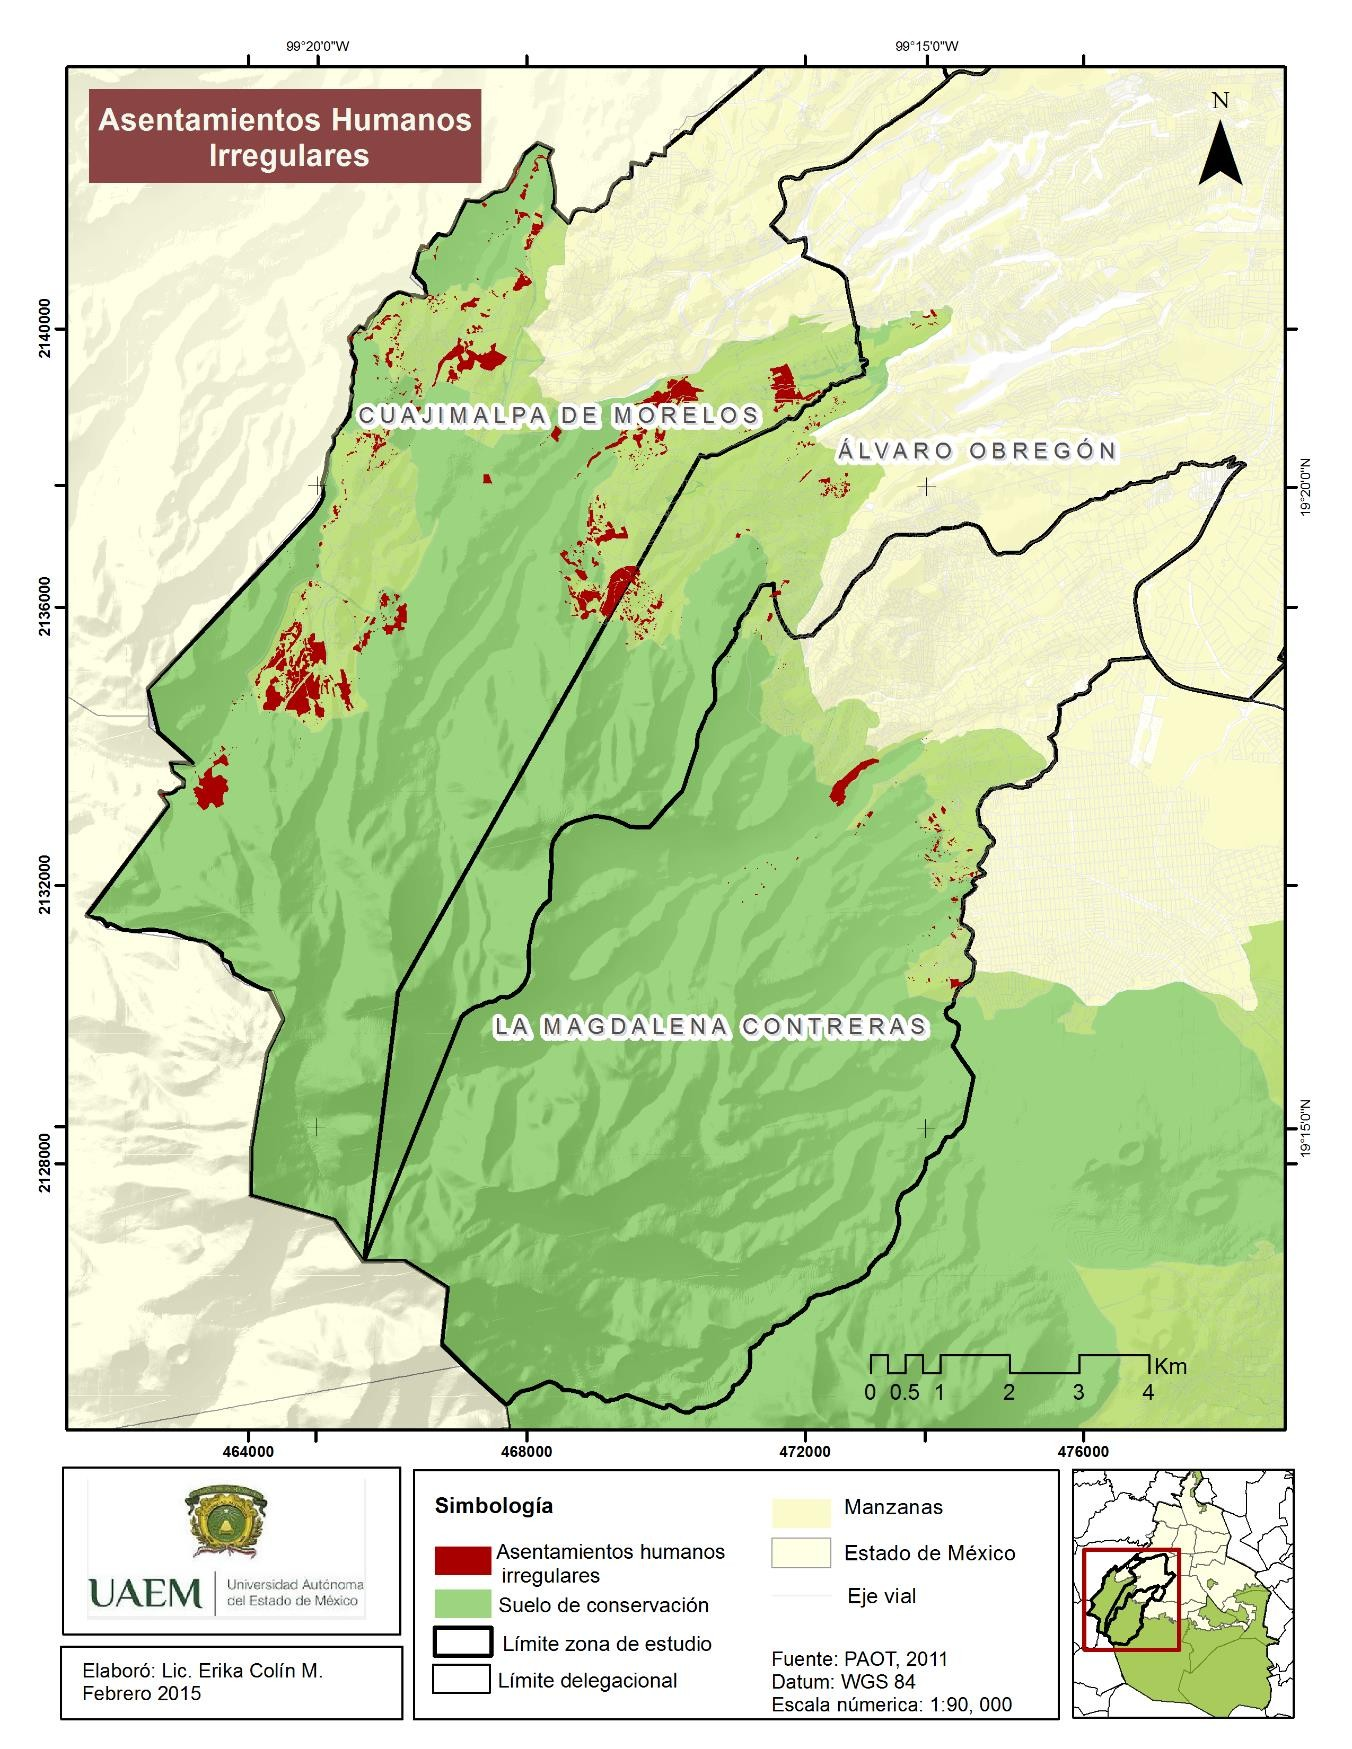 99°20'0"W
99°15'0"W
Asentamientos Humanos
Irregulares
N
2140000
CUAJIMALPA DE MORELOS
ÁLVARO OBREGÓN
19°20'0"N
2136000
2132000
LA MAGDALENA CONTRERAS
19°15'0"N
2128000
Km
0 0.5 1 2 3 4
464000
468000
472000
476000
UAEM
Universidad Autónoma
del Estado de México
Elaboró: Lic. Erika Colín M.
Febrero 2015
Simbología
Asentamientos humanos
irregulares
Suelo de conservación
Límite zona de estudio
Límite delegacional
Manzanas
Estado de México
Eje vial
Fuente: PAOT, 2011
Datum: WGS 84
Escala númerica: 1:90, 000